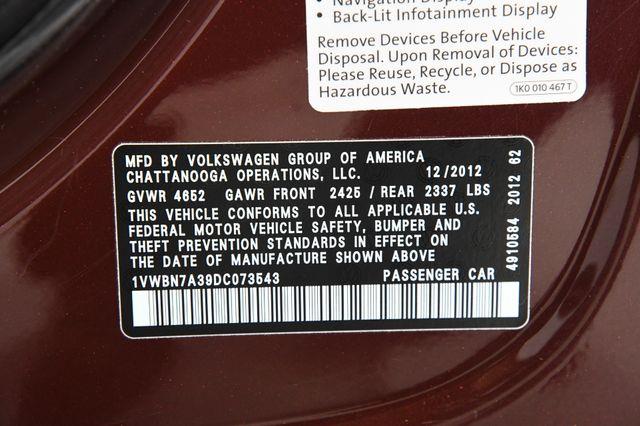 • Back-Lit Infotainment Display
Remove Devices Before Vehicle
Disposal. Upon Removal of Devices:
Please Reuse, Recycle, or Dispose as
Hazardous Waste.
1K0 010 467 T
MFD BY VOLKSWAGEN GROUP OF AMERICA
CHATTANOOGA OPERATIONS, LLC. 12/2012
GVWR 4652 GAWR FRONT 2425 / REAR 2337 LBS
THIS VEHICLE CONFORMS TO ALL APPLICABLE U.S.
FEDERAL MOTOR VEHICLE SAFETY, BUMPER AND
THEFT PREVENTION STANDARDS IN EFFECT ON
THE DATE OF MANUFACTURE SHOWN ABOVE
1VWBN7A39DC073543 PASSENGER CAR
4910584 2012 62